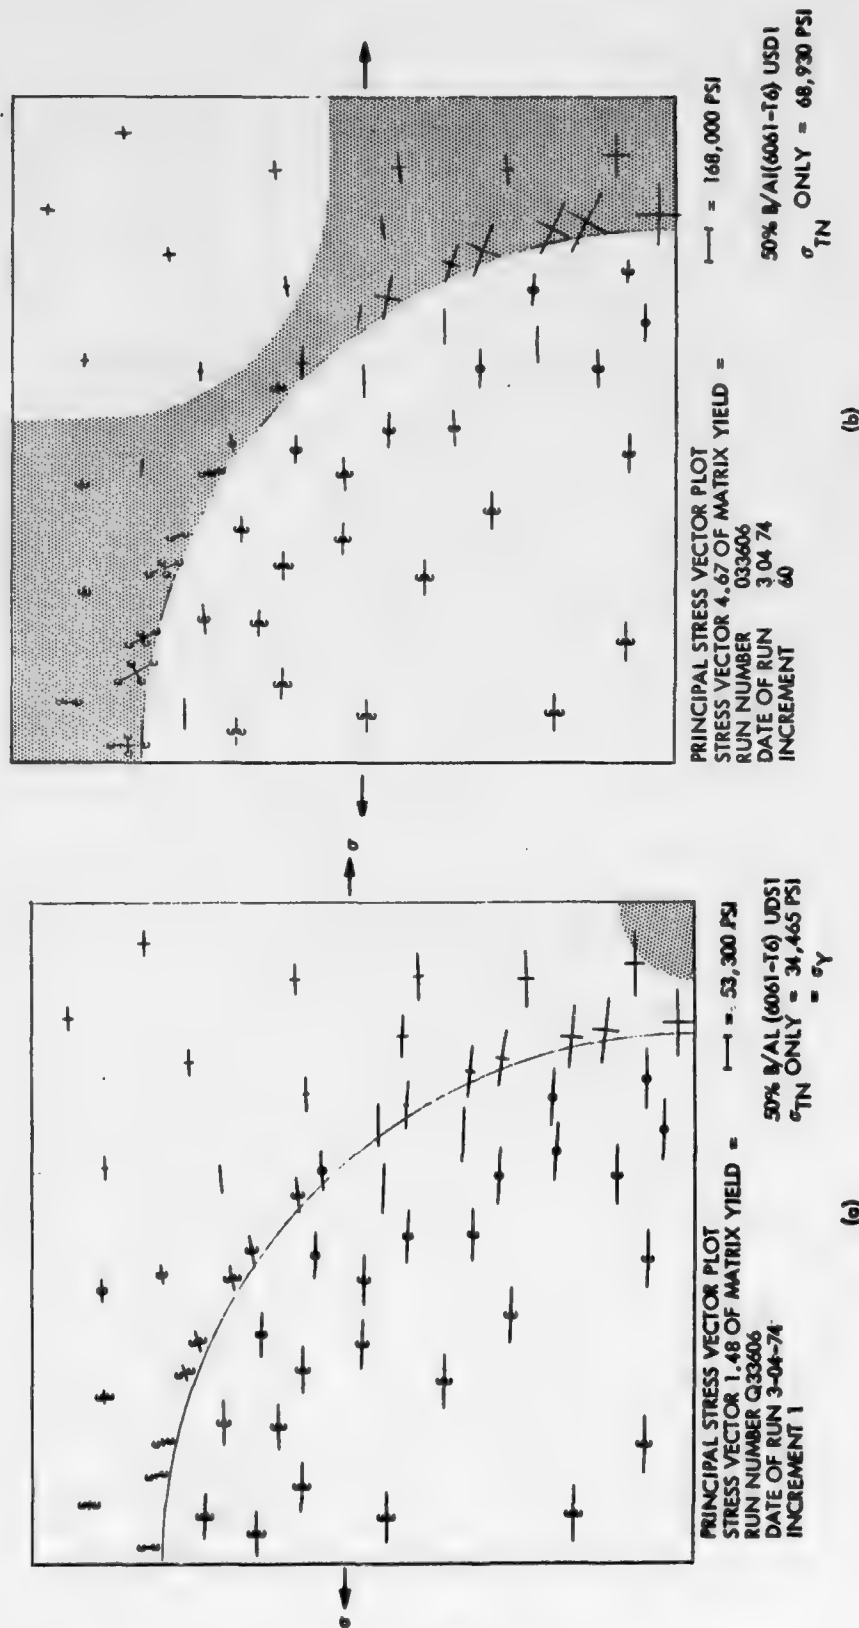 σ
σ
PRINCIPAL STRESS VECTOR PLOT
STRESS VECTOR 1.48 OF MATRIX YIELD = ⊢⊣ = 53,300 PSI
RUN NUMBER Q33606
DATE OF RUN 3-04-74
INCREMENT 1
50% B/AL (6061-T6) UDS1
σTN ONLY = 34,465 PSI
= σY
(a)
PRINCIPAL STRESS VECTOR PLOT
STRESS VECTOR 4.67 OF MATRIX YIELD = ⊢⊣ = 168,000 PSI
RUN NUMBER 033606
DATE OF RUN 3 04 74
INCREMENT 60
50% B/Al(6061-T6) USD1
σTN ONLY = 68,930 PSI
(b)